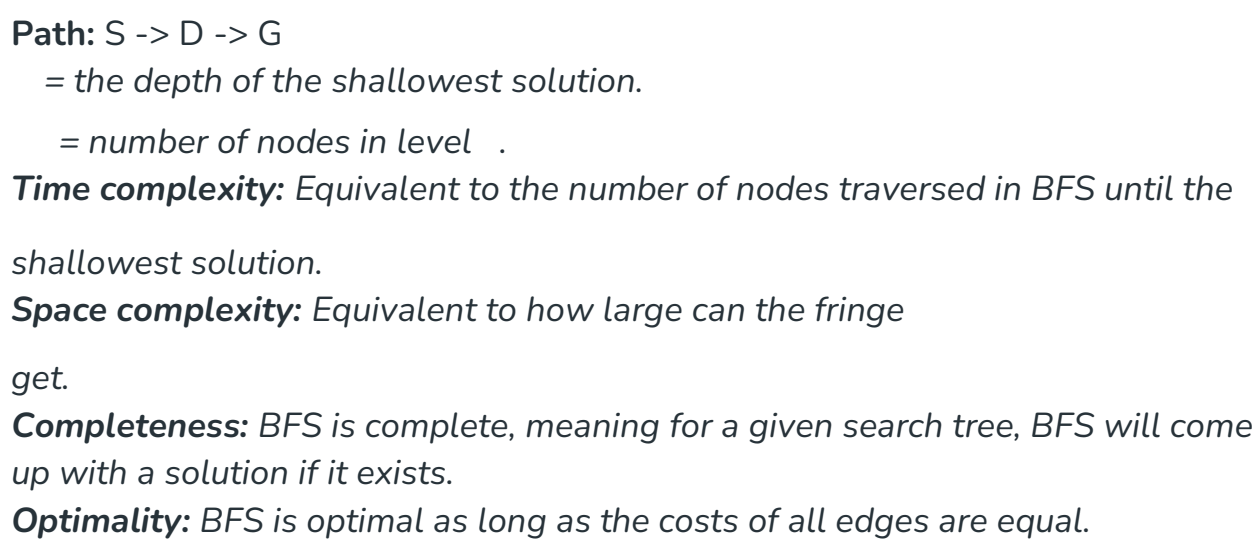 Path: S -> D -> G
= the depth of the shallowest solution.
= number of nodes in level .
Time complexity: Equivalent to the number of nodes traversed in BFS until the
shallowest solution.
Space complexity: Equivalent to how large can the fringe
get.
Completeness: BFS is complete, meaning for a given search tree, BFS will come
up with a solution if it exists.
Optimality: BFS is optimal as long as the costs of all edges are equal.